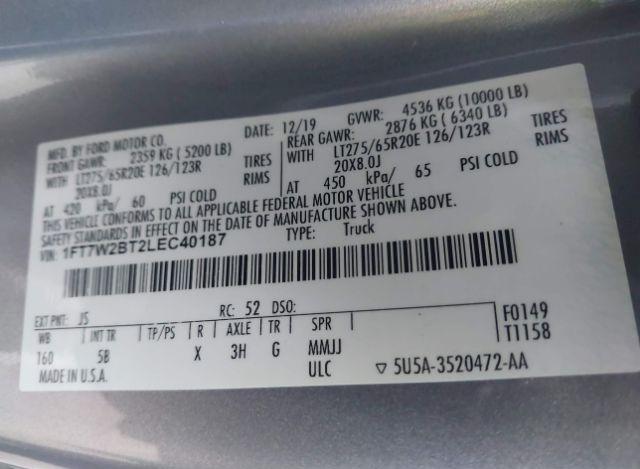 MFD. BY FORD MOTOR CO. DATE: 12/19 GVWR: 4536 KG (10000 LB)
FRONT GAWR: 2359 KG (5200 LB) REAR GAWR: 2876 KG (6340 LB)
WITH LT275/65R20E 126/123R TIRES WITH LT275/65R20E 126/123R TIRES
20X8.0J RIMS 20X8.0J RIMS
AT 420 kPa/ 60 PSI COLD AT 450 kPa/ 65 PSI COLD
THIS VEHICLE CONFORMS TO ALL APPLICABLE FEDERAL MOTOR VEHICLE
SAFETY STANDARDS IN EFFECT ON THE DATE OF MANUFACTURE SHOWN ABOVE.
VIN: 1FT7W2BT2LEC40187 TYPE: Truck
EXT PNT: JS RC: 52 DSO: F0149
WB INT TR TP/PS R AXLE TR SPR T1158
160 5B X 3H G MMJJ
MADE IN U.S.A. ULC ▽ 5U5A-3520472-AA